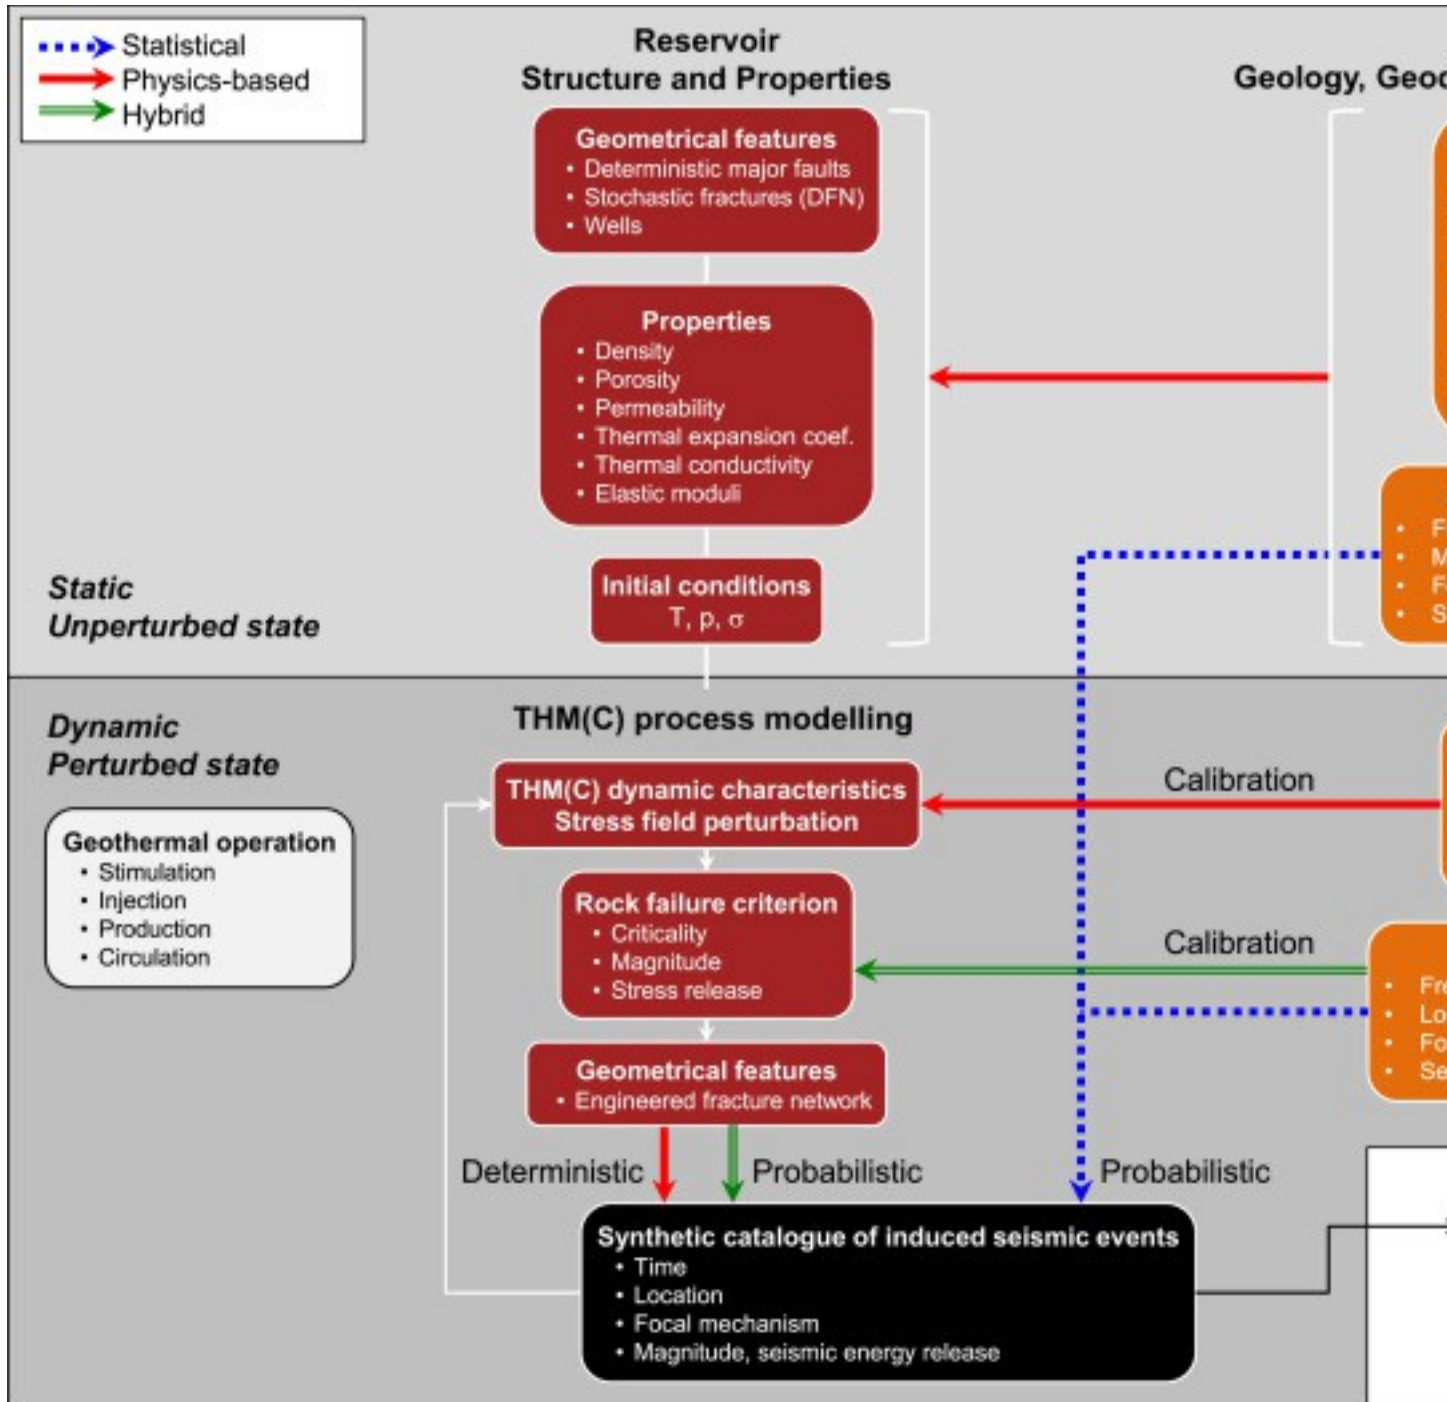 Statistical
Physics-based
Hybrid
Reservoir
Structure and Properties
Geology,
Geometrical features
• Deterministic major faults
• Stochastic fractures (DFN)
• Wells
Properties
• Density
• Porosity
• Permeability
• Thermal expansion coef.
• Thermal conductivity
• Elastic moduli
Initial conditions
T, p, σ
Static
Unperturbed state
Dynamic
Perturbed state
Geothermal operation
• Stimulation
• Injection
• Production
• Circulation
THM(C) process modelling
THM(C) dynamic characteristics
Stress field perturbation
Calibration
Rock failure criterion
• Criticality
• Magnitude
• Stress release
Calibration
Geometrical features
• Engineered fracture network
Deterministic
Probabilistic
Probabilistic
Synthetic catalogue of induced seismic events
• Time
• Location
• Focal mechanism
• Magnitude, seismic energy release